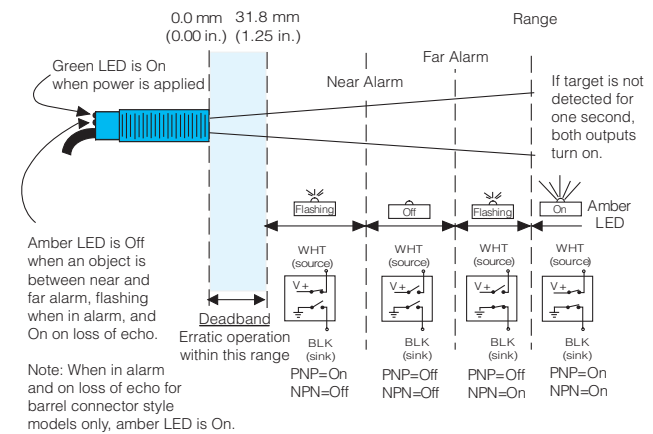 0.0 mm 31.8 mm
(0.00 in.) (1.25 in.)
Range
Green LED is On
when power is applied
Near Alarm
Far Alarm
If target is not
detected for
one second,
both outputs
turn on.
Flashing
Off
Flashing
On
Amber
LED
Amber LED is Off
when an object is
between near and
far alarm, flashing
when in alarm, and
On on loss of echo.
Note: When in alarm
and on loss of echo for
barrel connector style
models only, amber LED is On.
Deadband
Erratic operation
within this range
WHT
(source)
V+
BLK
(sink)
PNP=On
NPN=Off
WHT
(source)
V+
BLK
(sink)
PNP=Off
NPN=Off
WHT
(source)
V+
BLK
(sink)
PNP=Off
NPN=On
WHT
(source)
V+
BLK
(sink)
PNP=On
NPN=On